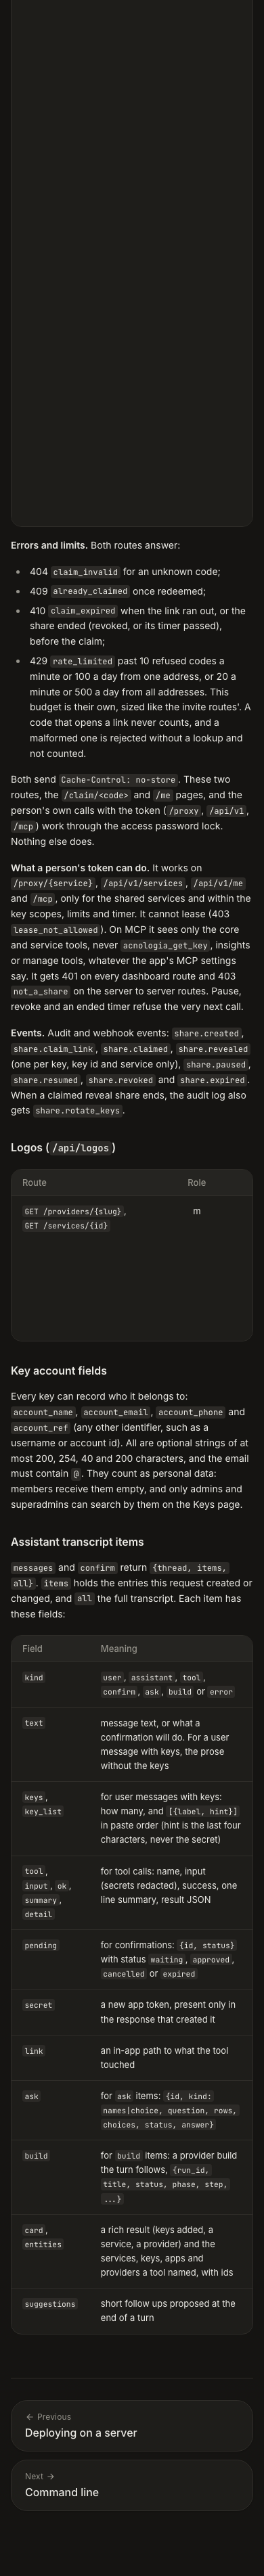 Errors and limits. Both routes answer:
404 claim_invalid for an unknown code;
409 already_claimed once redeemed;
410 claim_expired when the link ran out, or the
share ended (revoked, or its timer passed),
before the claim;
429 rate_limited past 10 refused codes a
minute or 100 a day from one address, or 20 a
minute or 500 a day from all addresses. This
budget is their own, sized like the invite routes'. A
code that opens a link never counts, and a
malformed one is rejected without a lookup and
not counted.
Both send Cache-Control: no-store. These two
routes, the /claim/<code> and /me pages, and the
person's own calls with the token (/proxy, /api/v1,
/mcp) work through the access password lock.
Nothing else does.
What a person's token can do. It works on
/proxy/{service}, /api/v1/services, /api/v1/me
and /mcp, only for the shared services and within the
key scopes, limits and timer. It cannot lease (403
lease_not_allowed). On MCP it sees only the core
and service tools, never acnologia_get_key, insights
or manage tools, whatever the app's MCP settings
say. It gets 401 on every dashboard route and 403
not_a_share on the server to server routes. Pause,
revoke and an ended timer refuse the very next call.
Events. Audit and webhook events: share.created,
share.claim_link, share.claimed, share.revealed
(one per key, key id and service only), share.paused,
share.resumed, share.revoked and share.expired.
When a claimed share ends, the audit log also
gets share.rotate_keys.
Logos (/api/logos)
Route Role
GET /providers/{slug}, m
GET /services/{id}
Key account fields
Every key can record who it belongs to:
account_name, account_email, account_phone and
account_ref (any other identifier, such as a
username or account id). All are optional strings of at
most 200, 254, 40 and 200 characters, and the email
must contain @. They count as personal data:
members receive them empty, and only admins and
superadmins can search by them on the Keys page.
Assistant transcript items
messages and confirm return {thread, items,
all}. items holds the entries this request created or
changed, and all the full transcript. Each item has
these fields:
Field Meaning
kind user, assistant, tool,
confirm, ask, build or error
text message text, or what a
confirmation will do. For a user
message with keys, the prose
without the keys
keys, for user messages with keys:
key_list how many, and [{label, hint}]
in paste order (hint is the last four
characters, never the secret)
tool, for tool calls: name, input
input, ok, (secrets redacted), success, one
summary, line summary, result JSON
detail
pending for confirmations: {id, status}
with status waiting, approved,
cancelled or expired
secret a new app token, present only in
the response that created it
link an in-app path to what the tool
touched
ask for ask items: {id, kind:
names|choice, question, rows,
choices, status, answer}
build for build items: a provider build
the turn follows, {run_id,
title, status, phase, step,
...}
card, a rich result (keys added, a
entities service, a provider) and the
services, keys, apps and
providers a tool named, with ids
suggestions short follow ups proposed at the
end of a turn
← Previous
Deploying on a server
Next →
Command line